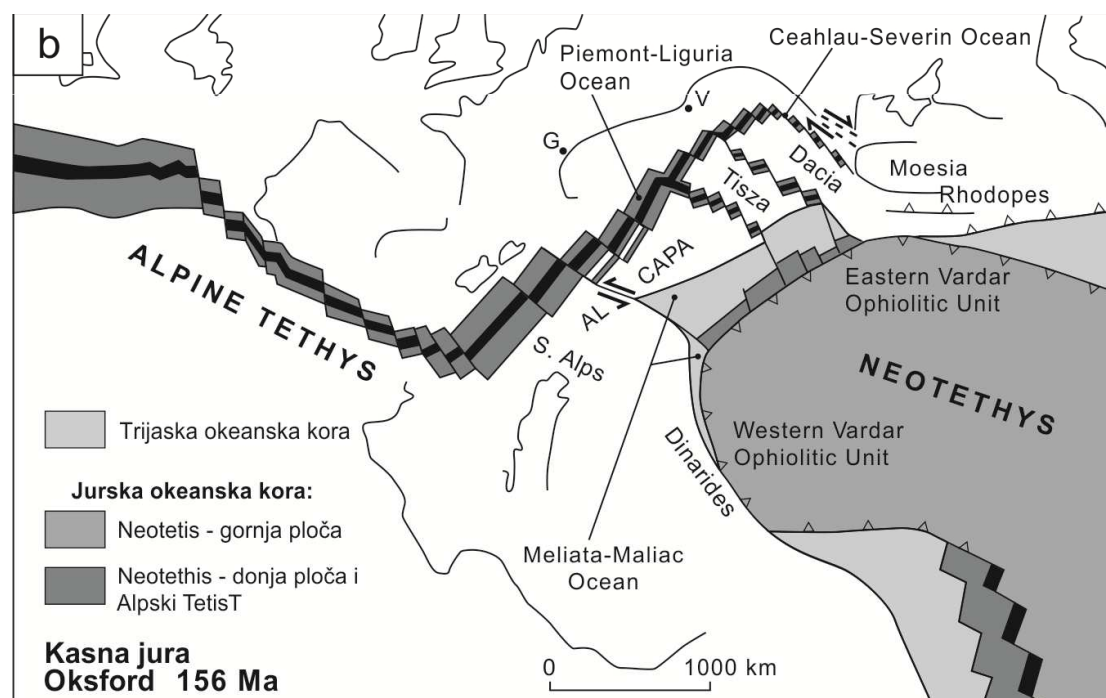 b
Ceahlau-Severin Ocean
Piemont-Liguria
Ocean
V
G
Dacia
Tisza
Moesia
Rhodopes
ALPINE TETHYS
CAPA
AL
S. Alps
Eastern Vardar
Ophiolitic Unit
NEOTETHYS
Western Vardar
Ophiolitic Unit
Dinarides
Meliata-Maliac
Ocean
Trijaska okeanska kora
Jurska okeanska kora:
Neotetis - gornja ploča
Neotethis - donja ploča i
Alpski TetisT
Kasna jura
Oksford 156 Ma
0 1000 km